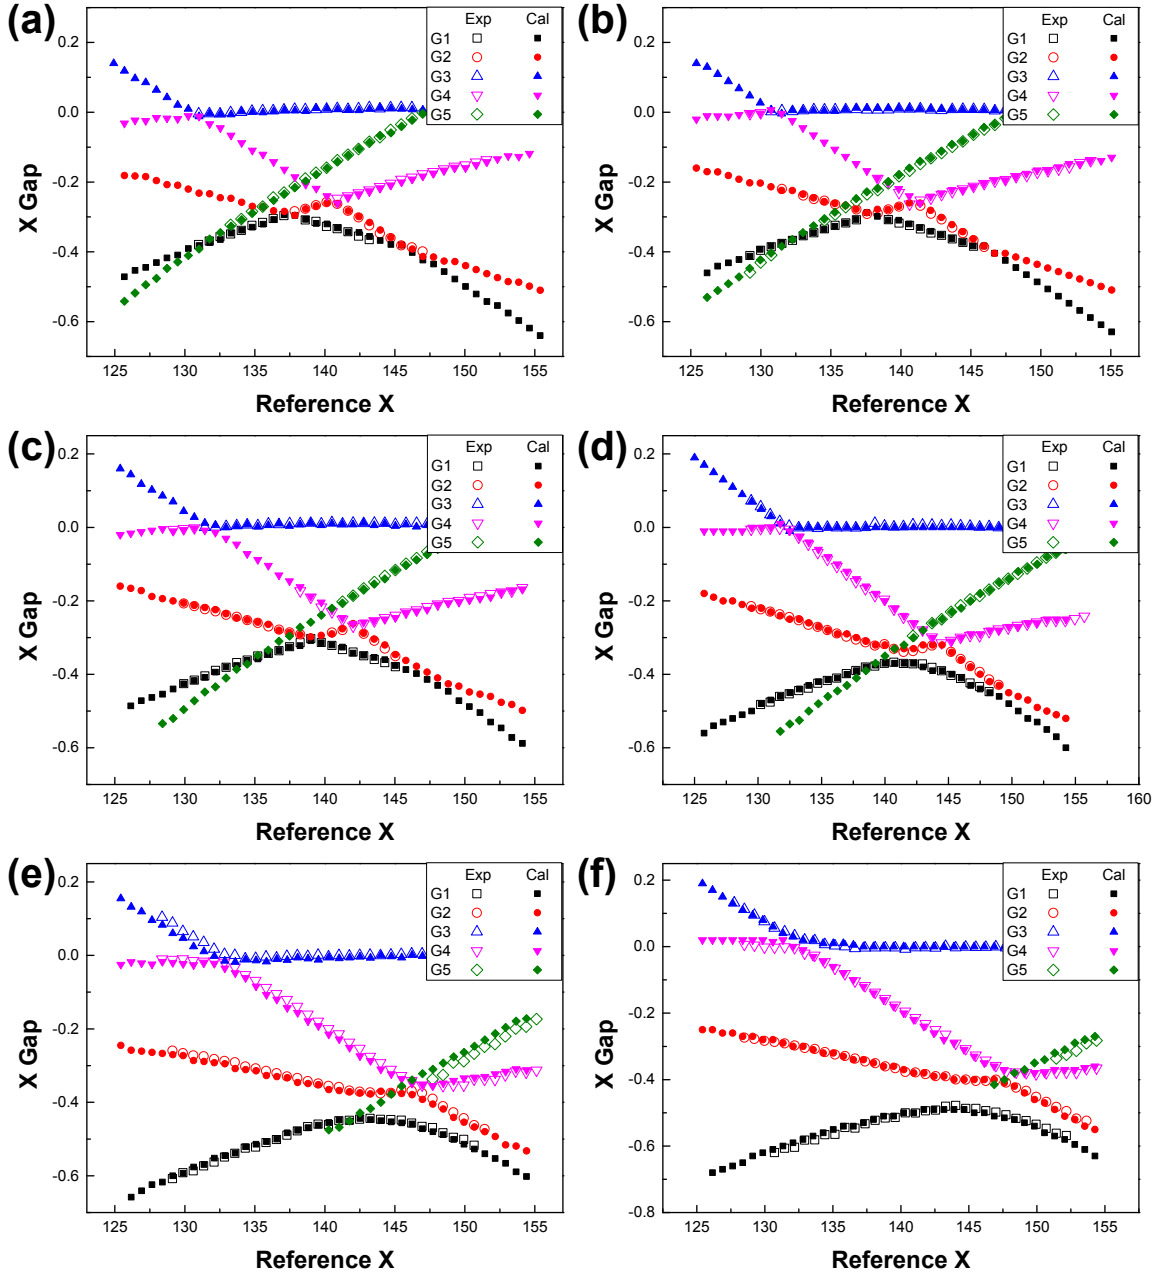 (a)
Exp Cal
G1
G2
G3
G4
G5
0.2
0.0
-0.2
-0.4
-0.6
X Gap
125 130 135 140 145 150 155
Reference X
(b)
Exp Cal
G1
G2
G3
G4
G5
0.2
0.0
-0.2
-0.4
-0.6
X Gap
125 130 135 140 145 150 155
Reference X
(c)
Exp Cal
G1
G2
G3
G4
G5
0.2
0.0
-0.2
-0.4
-0.6
X Gap
125 130 135 140 145 150 155
Reference X
(d)
Exp Cal
G1
G2
G3
G4
G5
0.2
0.0
-0.2
-0.4
-0.6
X Gap
125 130 135 140 145 150 155 160
Reference X
(e)
Exp Cal
G1
G2
G3
G4
G5
0.2
0.0
-0.2
-0.4
-0.6
X Gap
125 130 135 140 145 150 155
Reference X
(f)
Exp Cal
G1
G2
G3
G4
G5
0.2
0.0
-0.2
-0.4
-0.6
-0.8
X Gap
125 130 135 140 145 150 155
Reference X